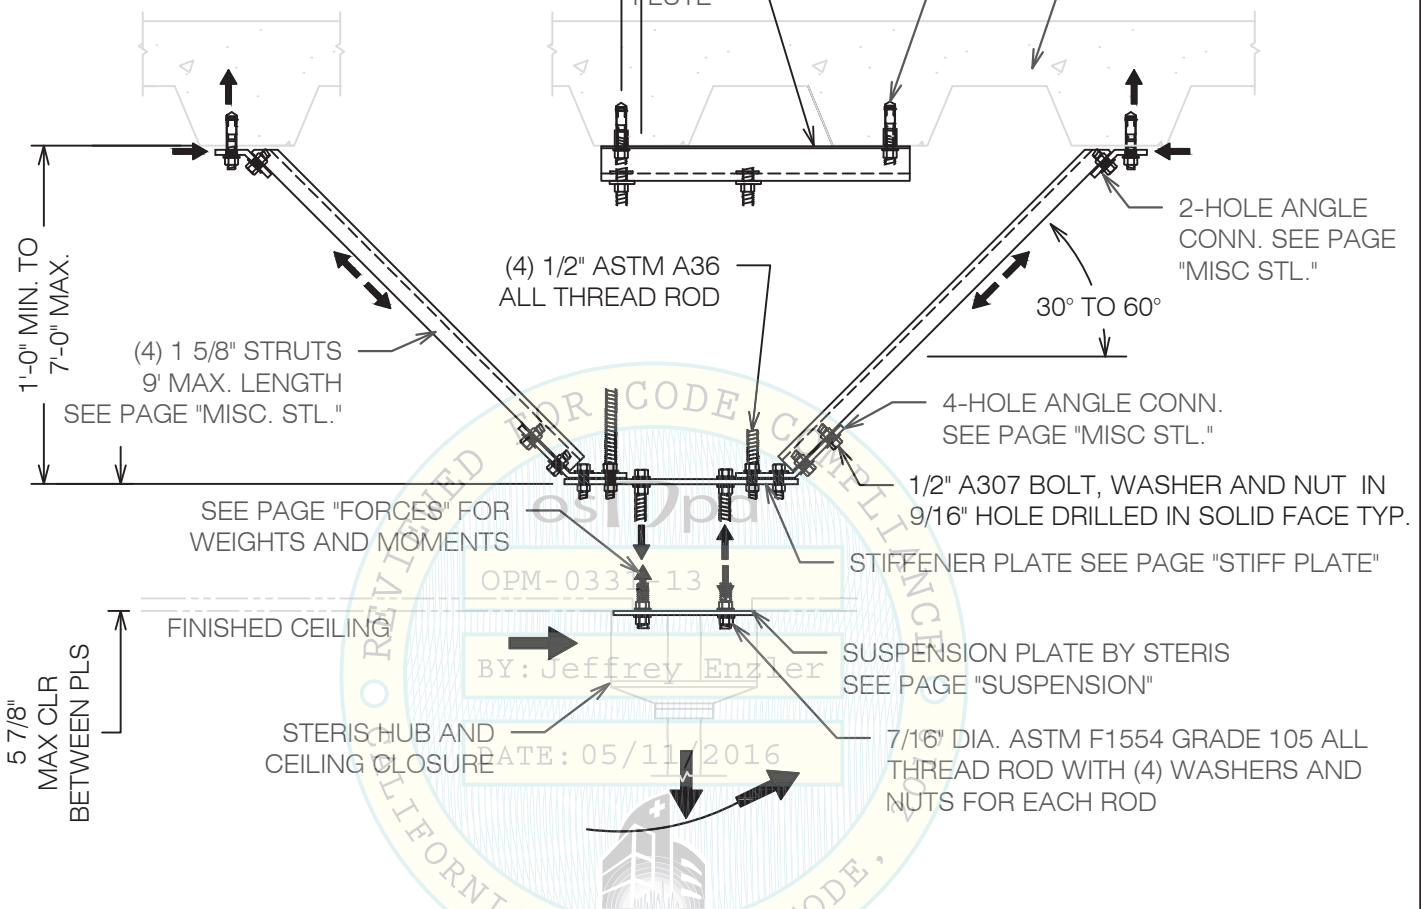 2-HOLE ANGLE
CONN. SEE PAGE
"MISC STL."
(4) 1/2" ASTM A36
ALL THREAD ROD
1'-0" MIN. TO
7'-0" MAX.
30° TO 60°
(4) 1 5/8" STRUTS
9' MAX. LENGTH
SEE PAGE "MISC. STL."
4-HOLE ANGLE CONN.
SEE PAGE "MISC STL."
1/2" A307 BOLT, WASHER AND NUT IN
9/16" HOLE DRILLED IN SOLID FACE TYP.
SEE PAGE "FORCES" FOR
WEIGHTS AND MOMENTS
STIFFENER PLATE SEE PAGE "STIFF PLATE"
FINISHED CEILING
5 7/8"
MAX CLR
BETWEEN PLS
SUSPENSION PLATE BY STERIS
SEE PAGE "SUSPENSION"
STERIS HUB AND
CEILING CLOSURE
7/16" DIA. ASTM F1554 GRADE 105 ALL
THREAD ROD WITH (4) WASHERS AND
NUTS FOR EACH ROD
REVIEWED FOR CODE COMPLIANCE
BY: Jeffrey Enzler
DATE: 05/11/2016